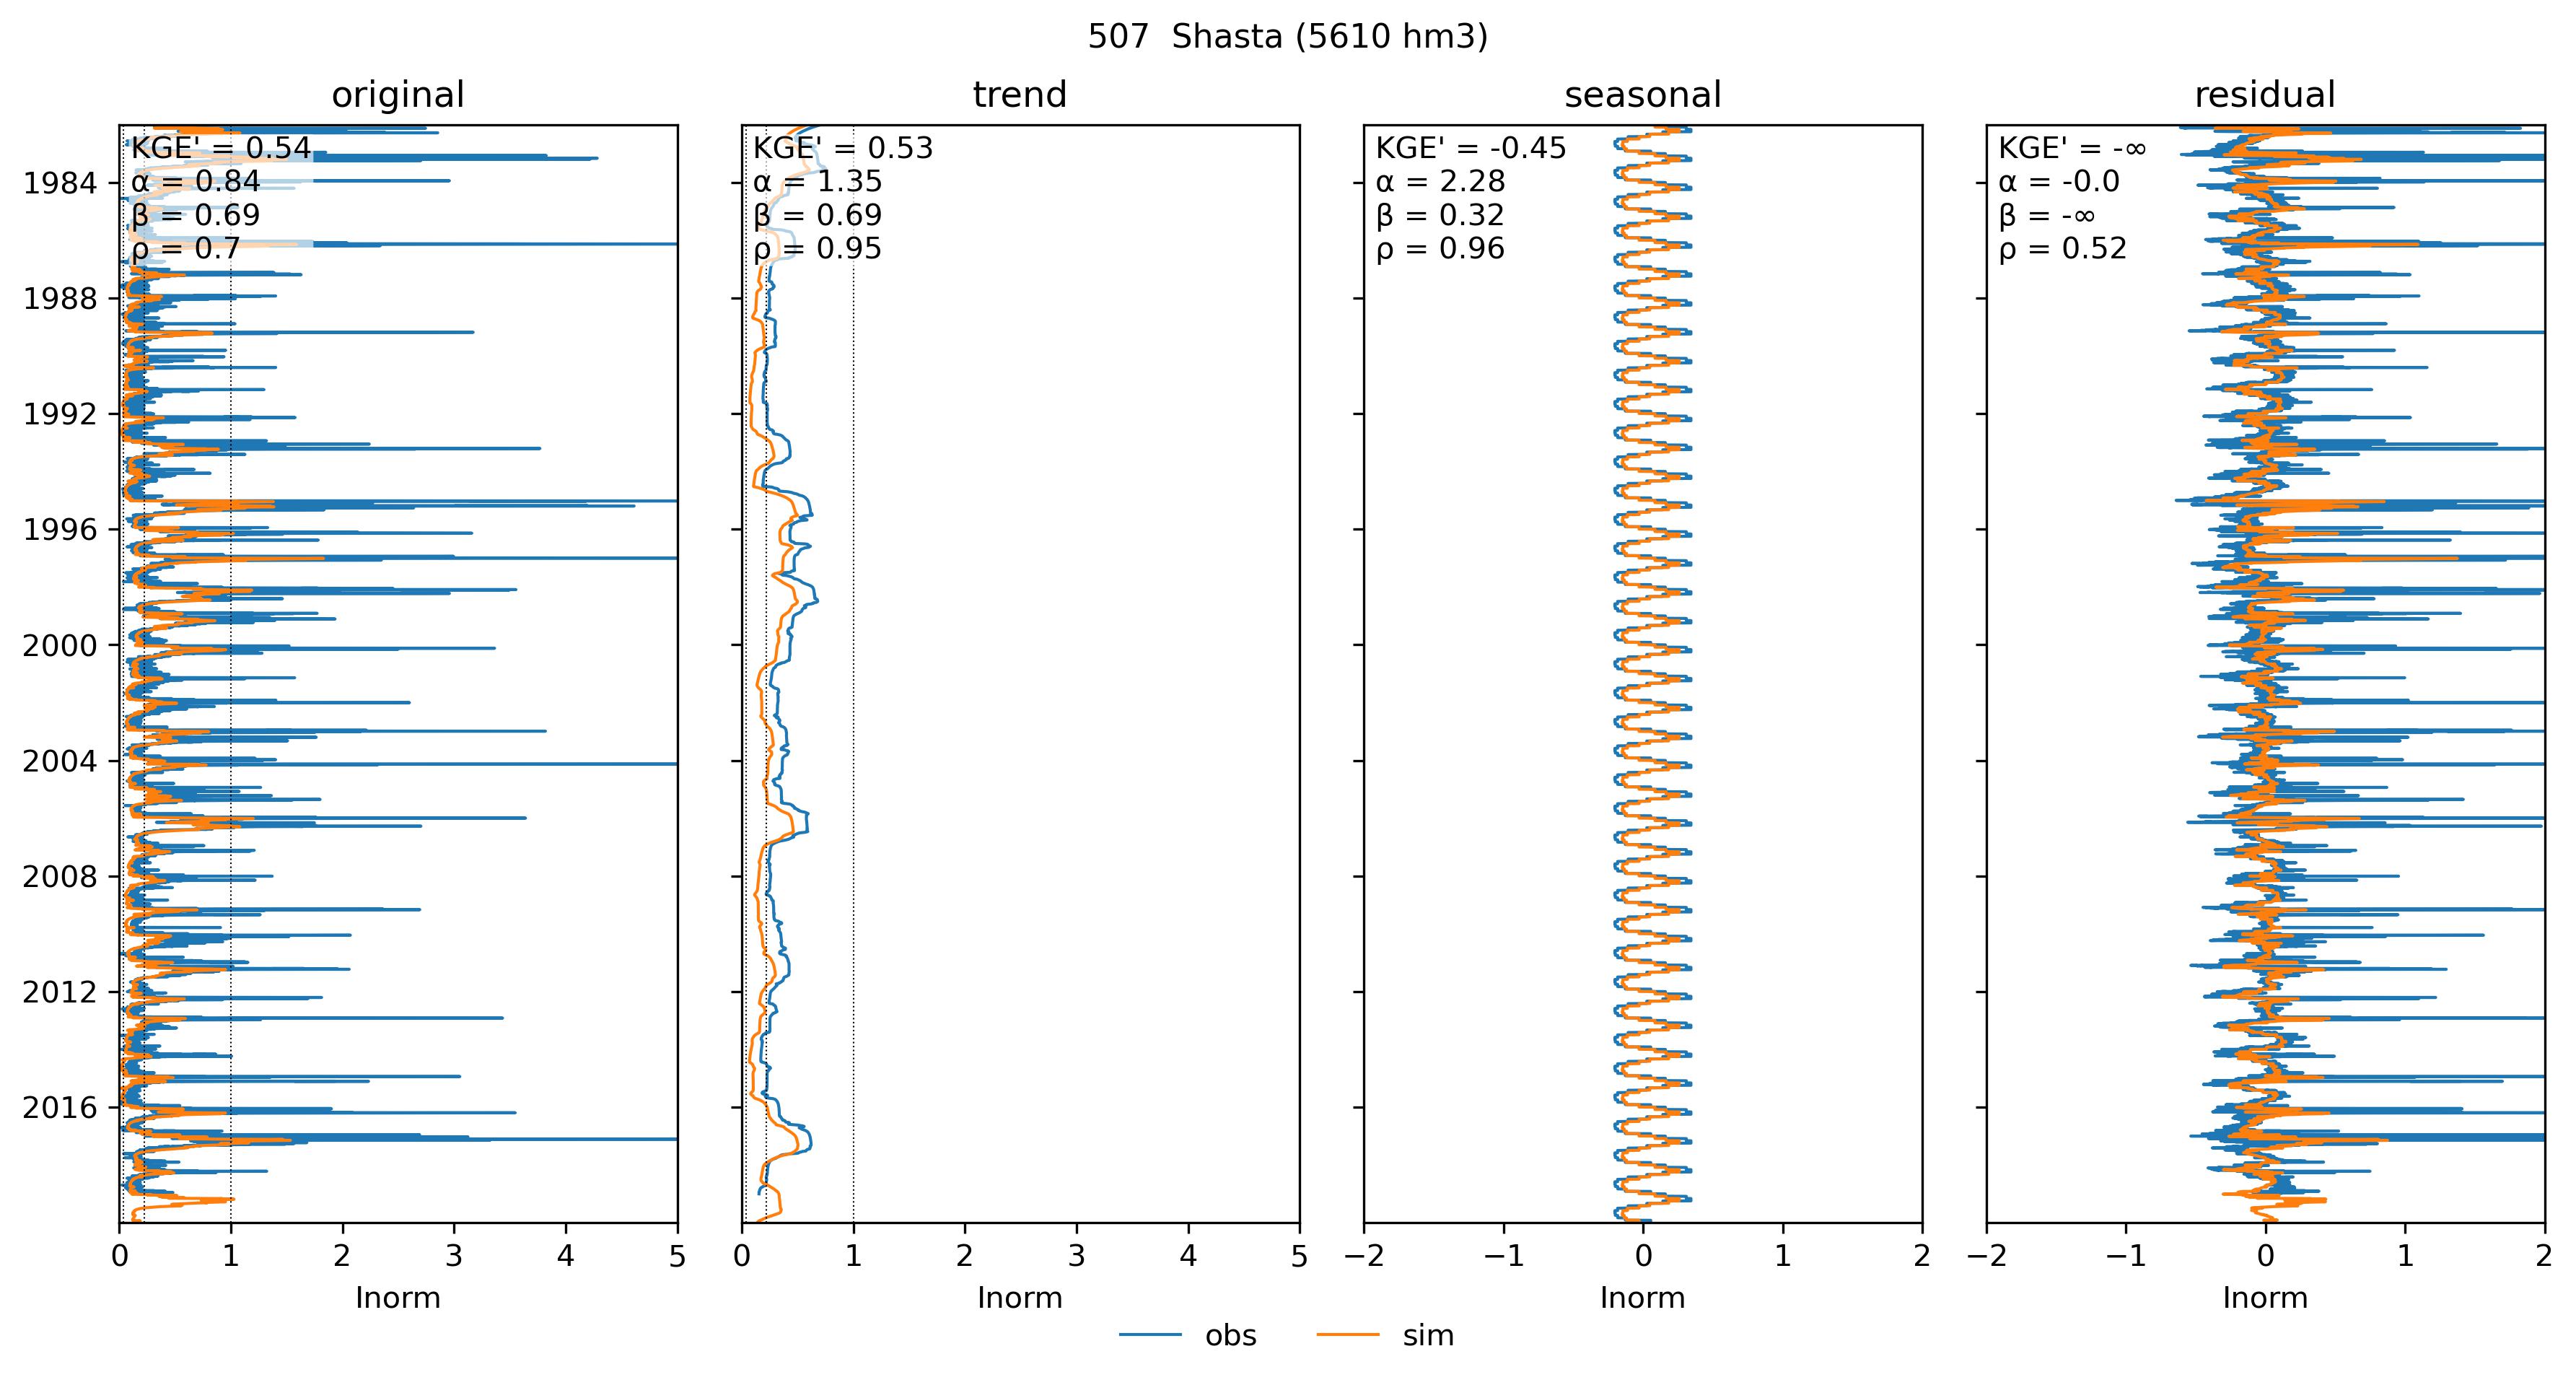 507  Shasta (5610 hm3)
original
trend
seasonal
residual
KGE' = 0.54
α = 0.84
β = 0.69
ρ = 0.7
KGE' = 0.53
α = 1.35
β = 0.69
ρ = 0.95
KGE' = -0.45
α = 2.28
β = 0.32
ρ = 0.96
KGE' = -∞
α = -0.0
β = -∞
ρ = 0.52
1984
1988
1992
1996
2000
2004
2008
2012
2016
0 1 2 3 4 5
0 1 2 3 4 5
−2 −1 0 1 2
−2 −1 0 1 2
Inorm
Inorm
Inorm
Inorm
obs
sim